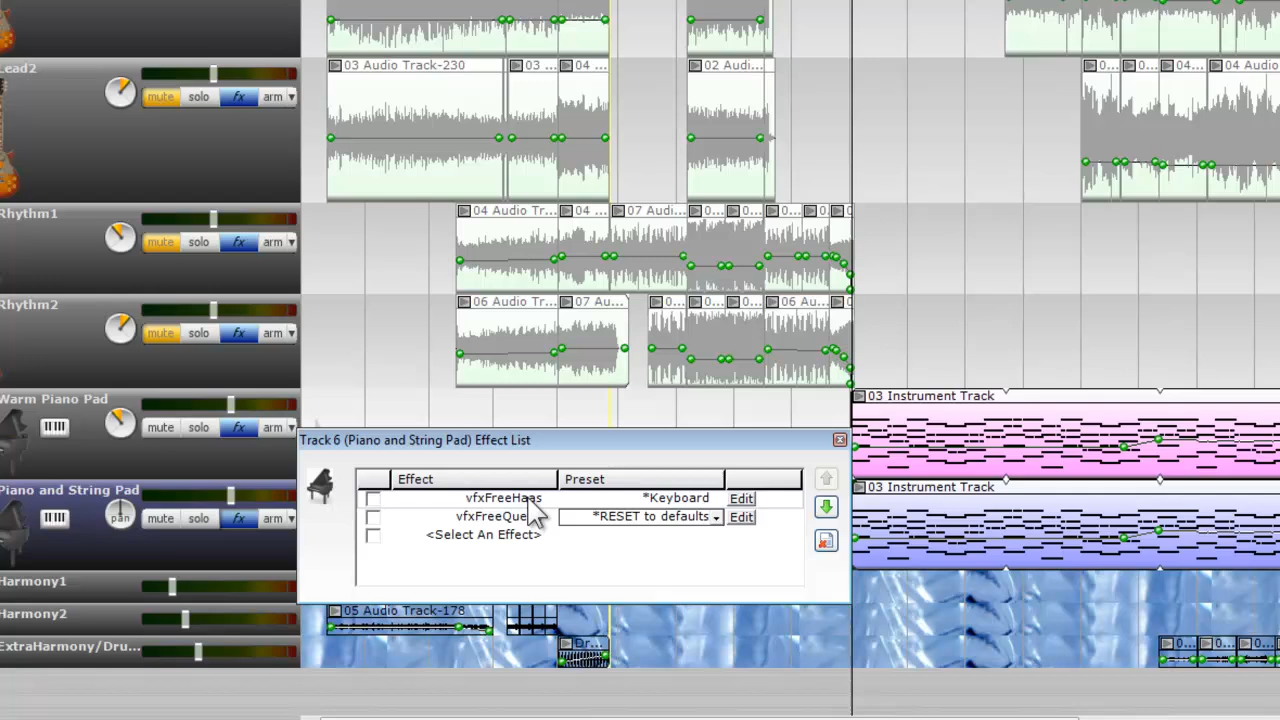 Lead2
03 Audio Track-230
03 ...
04 ...
02 Audi...
0...
0...
04...
04 Audio
mute solo fx arm
Rhythm1
04 Audio Tr...
04 ...
07 Audi...
0...
0...
0...
0
0
mute solo fx arm
Rhythm2
06 Audio Tr...
07 Au...
0...
0...
0...
06 Au...
0
mute solo fx arm
Warm Piano Pad
03 Instrument Track
mute solo fx arm
Track 6 (Piano and String Pad) Effect List
Effect Preset
Piano and String Pad
03 Instrument Track
vfxFreeHaas *Keyboard Edit
pan mute solo fx arm
vfxFreeQue *RESET to defaults Edit
<Select An Effect>
Harmony1
Harmony2
05 Audio Track-178
ExtraHarmony/Dru...
Dr...
0...
0...
0...